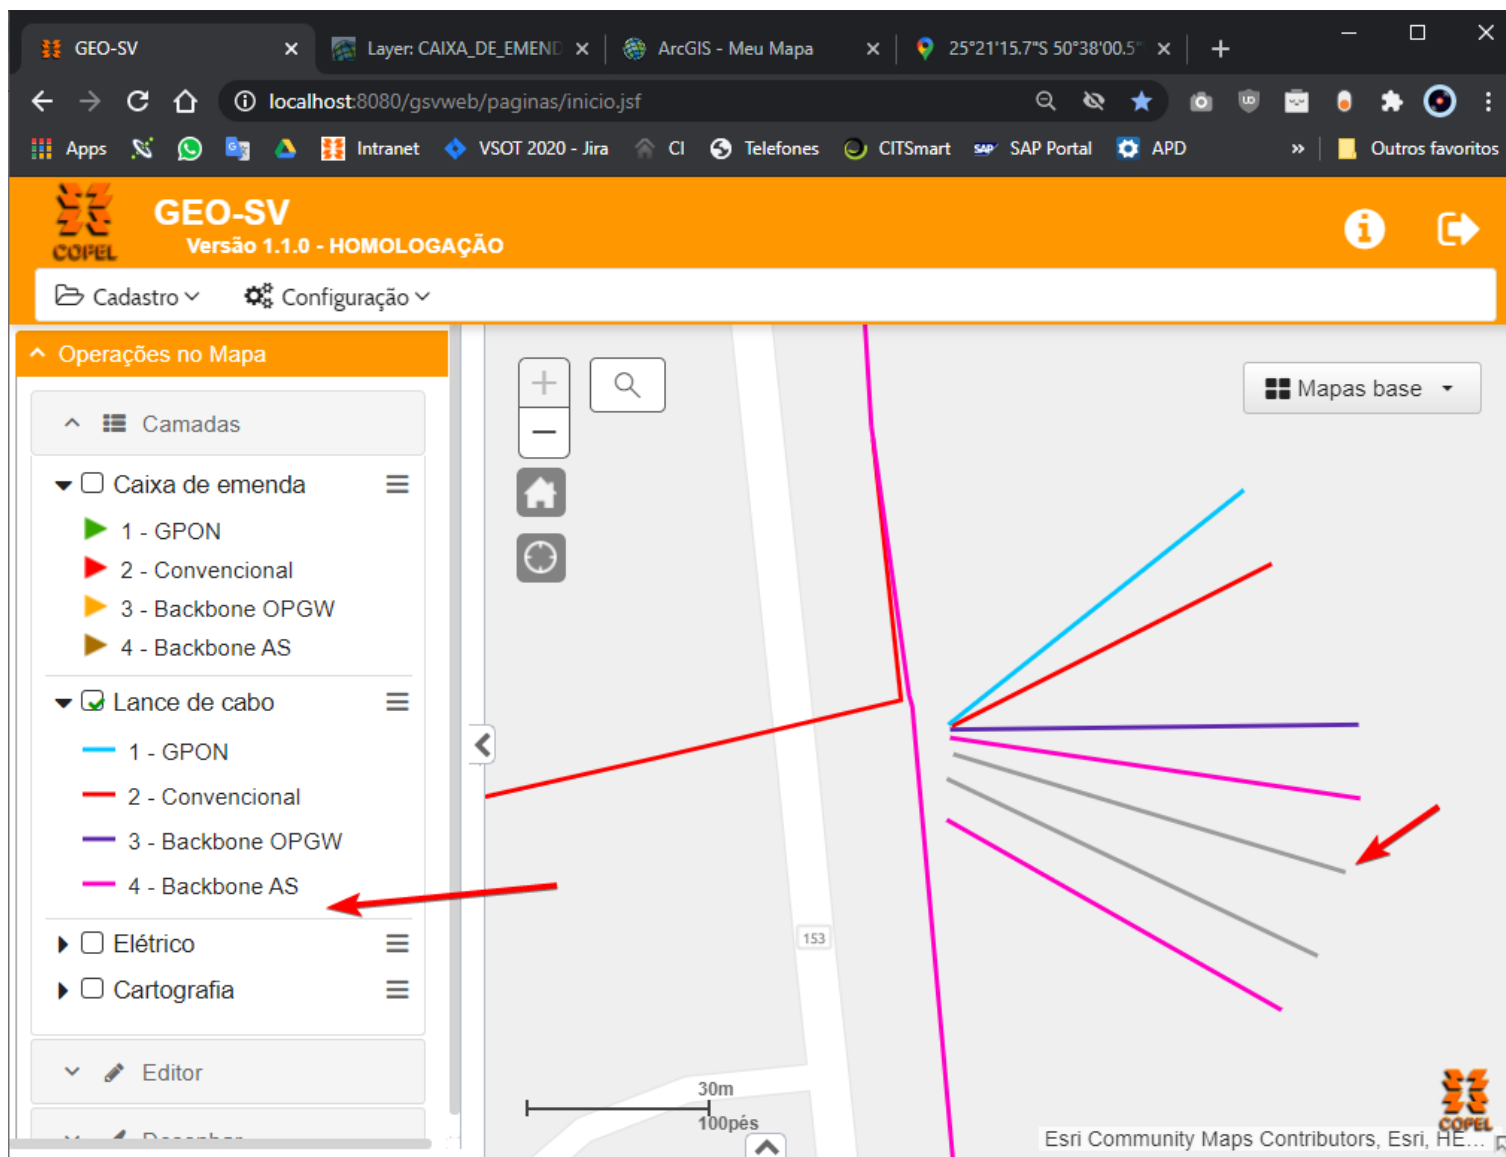 GEO-SV
Layer: CAIXA_DE_EMEND
ArcGIS - Meu Mapa
25°21'15.7"S 50°38'00.5"
localhost:8080/gsvweb/paginas/inicio.jsf
Apps
Intranet
VSOT 2020 - Jira
CI
Telefones
CITSmart
SAP Portal
APD
»
Outros favoritos
COPEL
GEO-SV
Versão 1.1.0 - HOMOLOGAÇÃO
Cadastro
Configuração
Operações no Mapa
Camadas
Caixa de emenda
1 - GPON
2 - Convencional
3 - Backbone OPGW
4 - Backbone AS
Lance de cabo
1 - GPON
2 - Convencional
3 - Backbone OPGW
4 - Backbone AS
Elétrico
Cartografia
Editor
Desenhar
Mapas base
153
30m
100pés
COPEL
Esri Community Maps Contributors, Esri, HE...